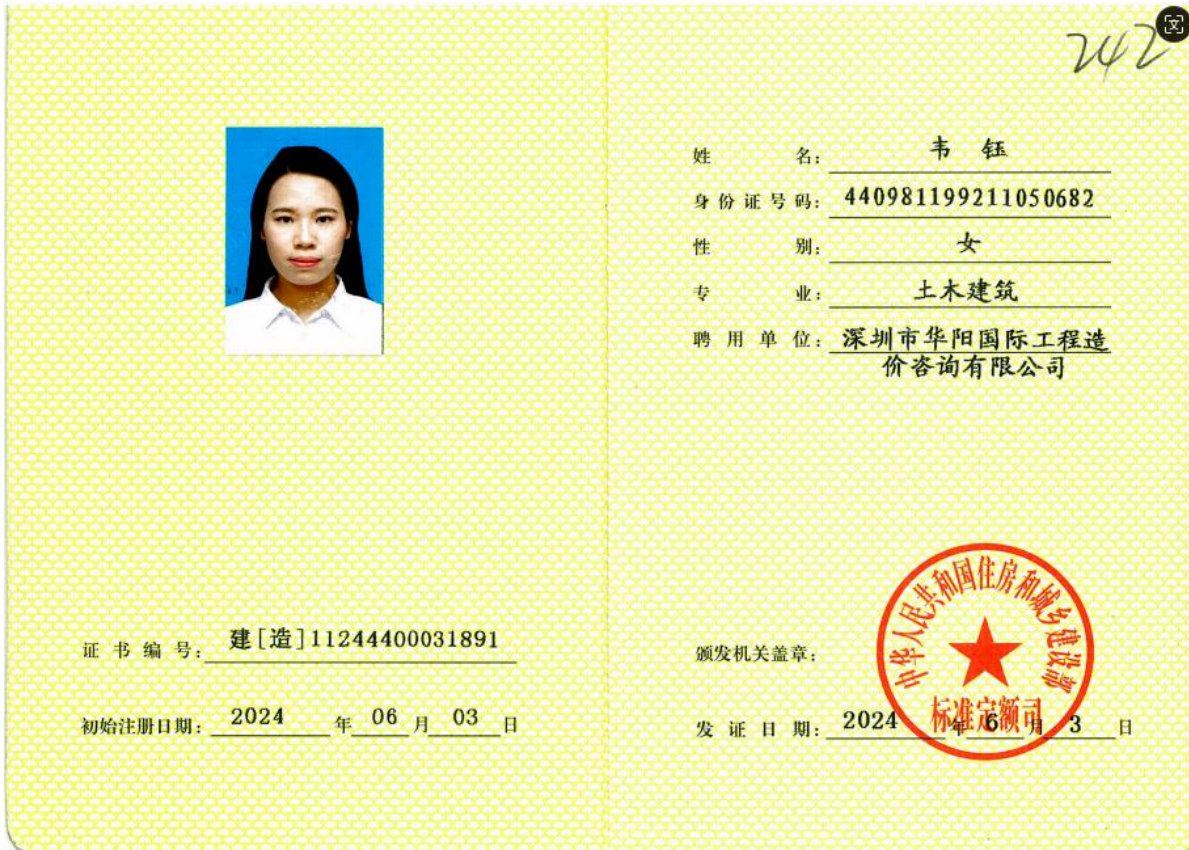 242
姓名：韦 钰
身份证号码：440981199211050682
性别：女
专业：土木建筑
聘用单位：深圳市华阳国际工程造
价咨询有限公司
证书编号：建[造]11244400031891
初始注册日期：2024 年 06 月 03 日
颁发机关盖章：
中华人民共和国住房和城乡建设部
标准定额司
发证日期：2024 年 6 月 3 日
文